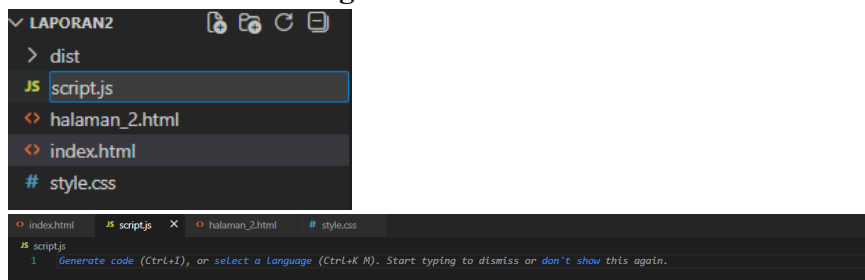 LAPORAN2
dist
JS script.js
<> halaman_2.html
<> index.html
# style.css
<> index.html JS script.js X <> halaman_2.html # style.css
JS script.js
1 Generate code (Ctrl+I), or select a language (Ctrl+K M). Start typing to dismiss or don't show this again.